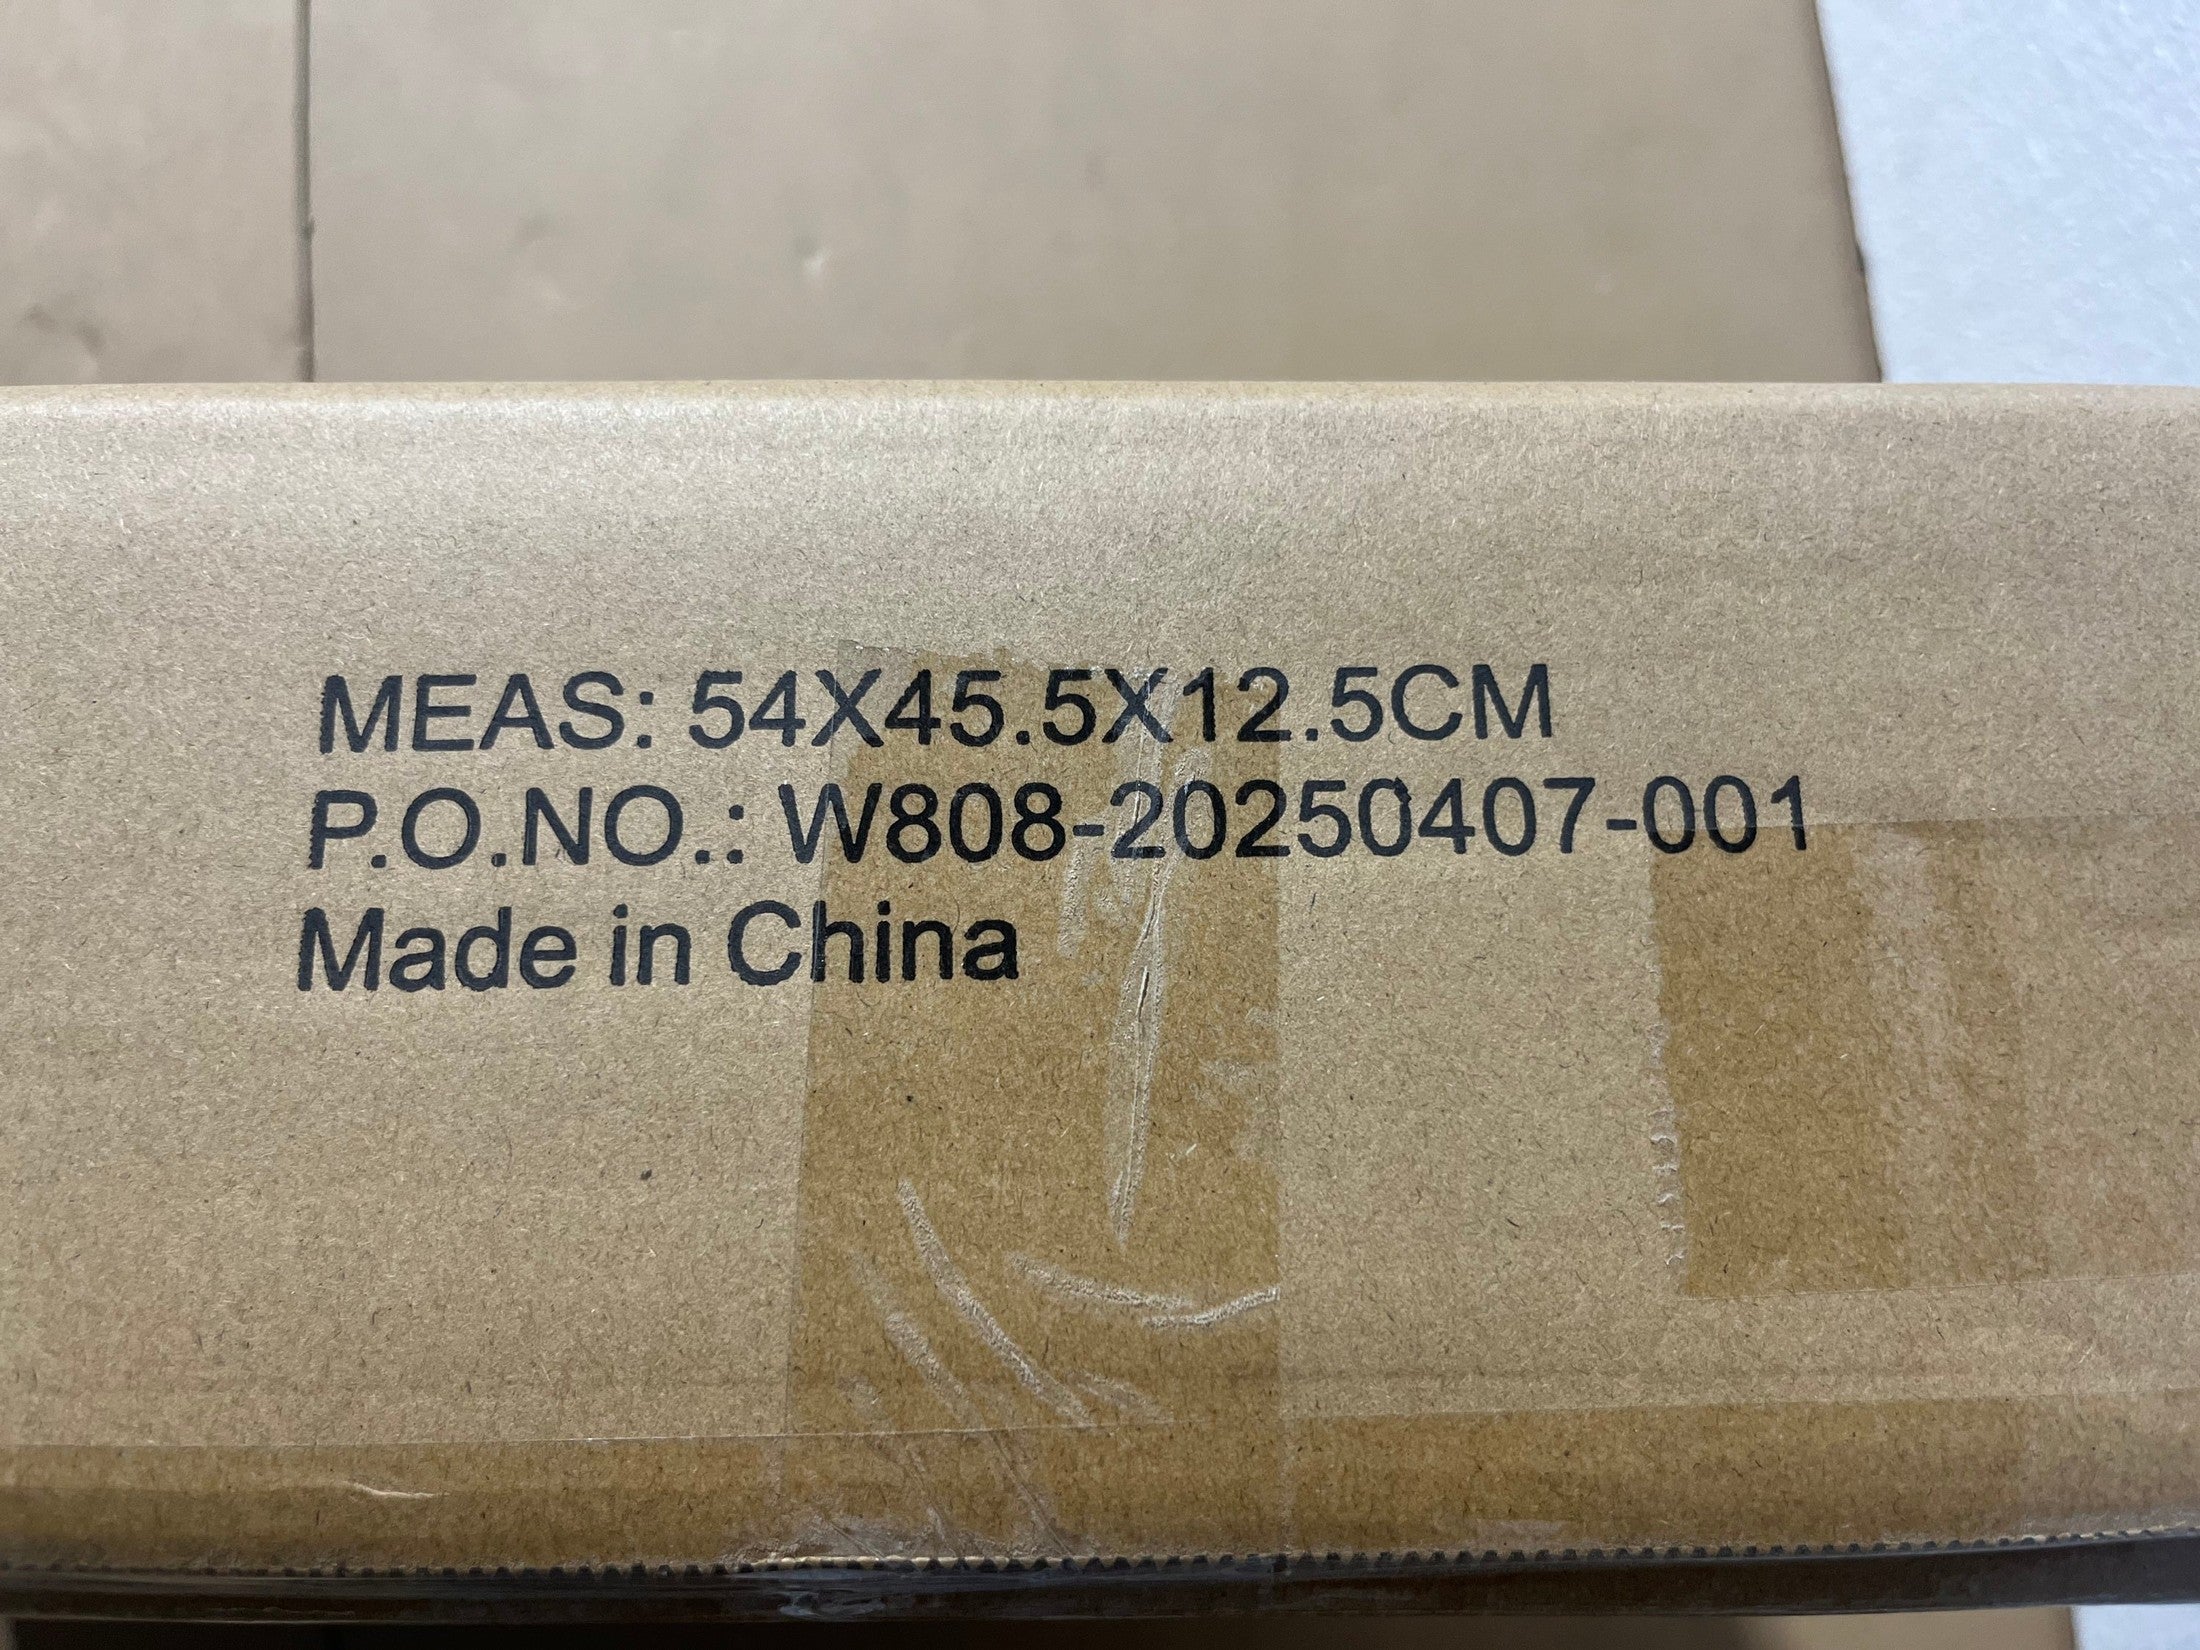 MEAS: 54X45.5X12.5CM
P.O.NO.: W808-20250407-001
Made in China